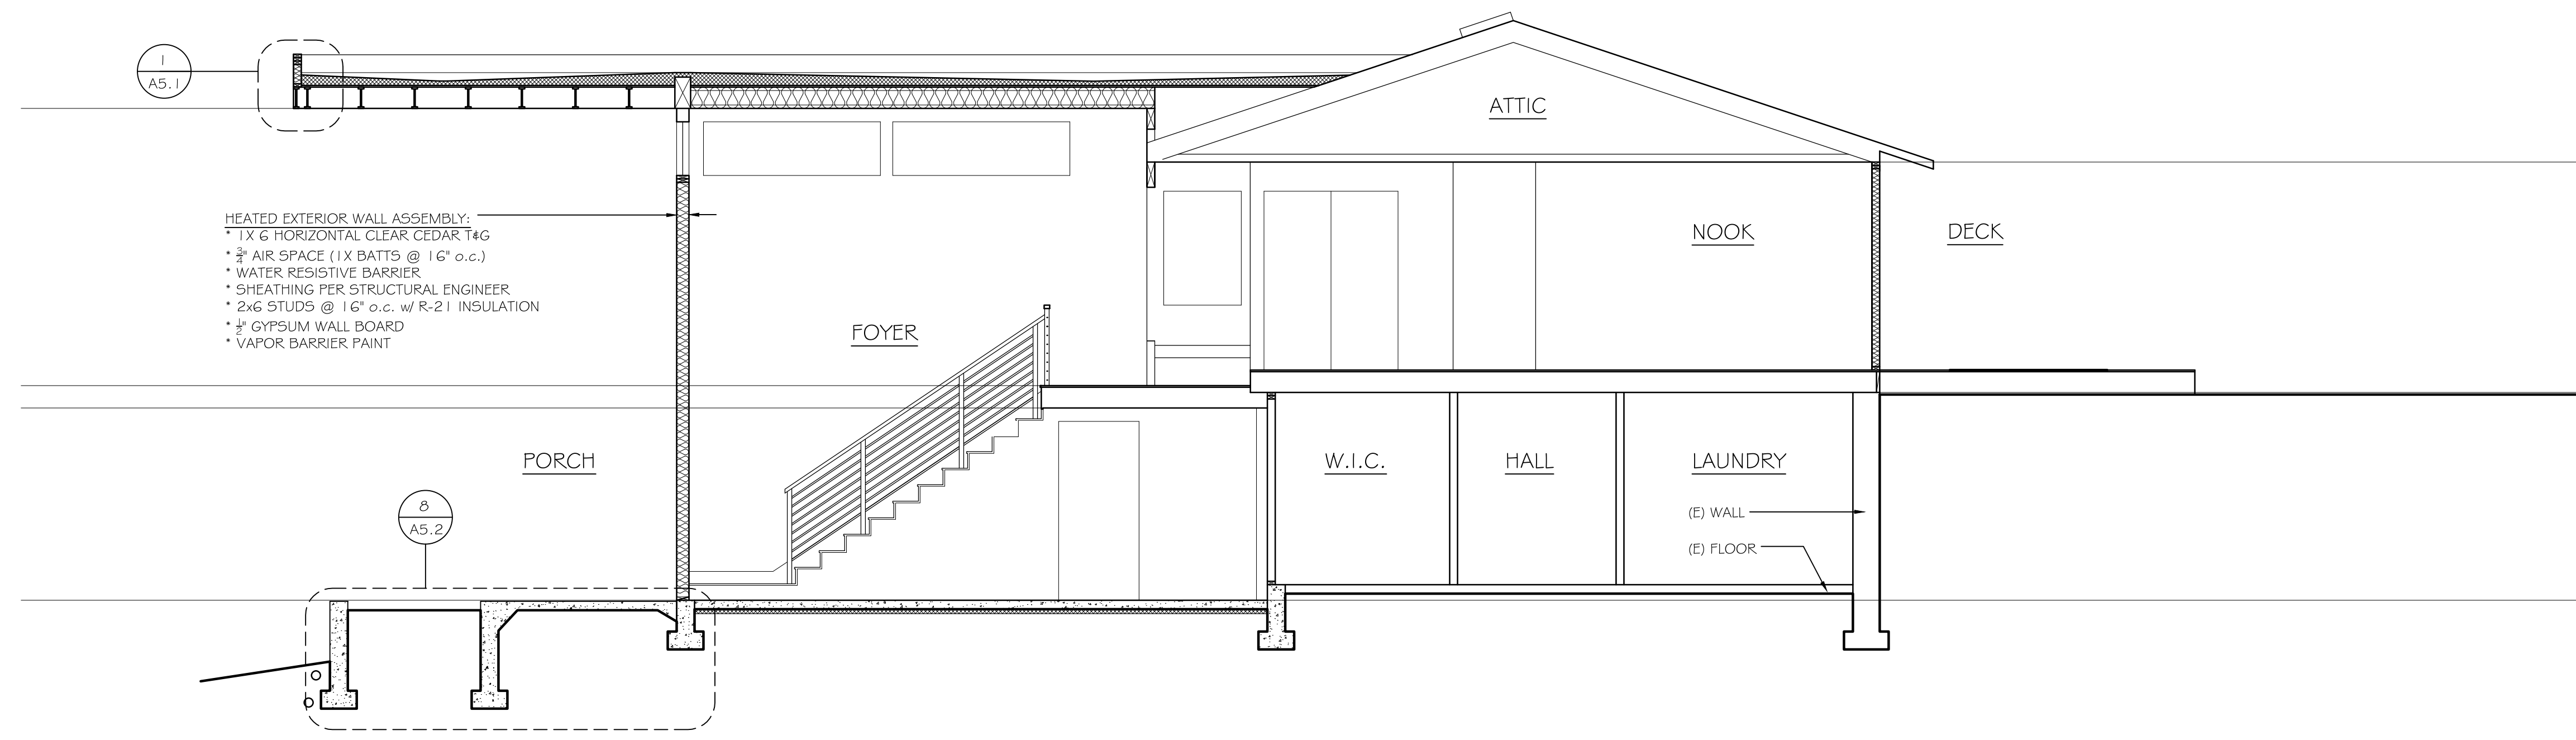 1
A5.1
ATTIC
HEATED EXTERIOR WALL ASSEMBLY:
* 1X 6 HORIZONTAL CLEAR CEDAR T&G
* 3/4" AIR SPACE (1X BATTS @ 16" o.c.)
* WATER RESISTIVE BARRIER
* SHEATHING PER STRUCTURAL ENGINEER
* 2x6 STUDS @ 16" o.c. w/ R-21 INSULATION
* 1/2" GYPSUM WALL BOARD
* VAPOR BARRIER PAINT
NOOK
DECK
FOYER
PORCH
W.I.C.
HALL
LAUNDRY
(E) WALL
(E) FLOOR
8
A5.2